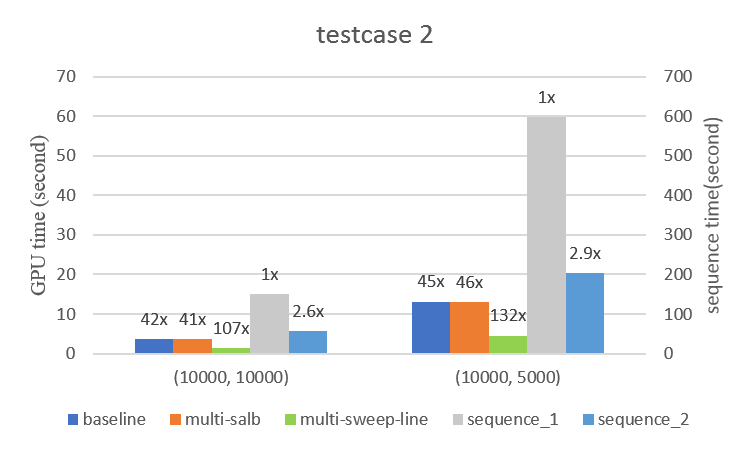 testcase 2
GPU time (second)
sequence time(second)
70 700
60 600
50 500
40 400
30 300
20 200
10 100
0 0
42x 41x 107x 1x 2.6x
45x 46x 132x 1x 2.9x
(10000, 10000) (10000, 5000)
baseline multi-salb multi-sweep-line sequence_1 sequence_2